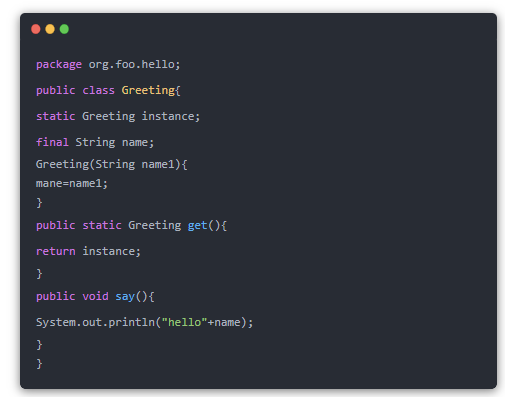 package org.foo.hello;
public class Greeting{
static Greeting instance;
final String name;
Greeting(String name1){
mane=name1;
}
public static Greeting get(){
return instance;
}
public void say(){
System.out.println("hello"+name);
}
}